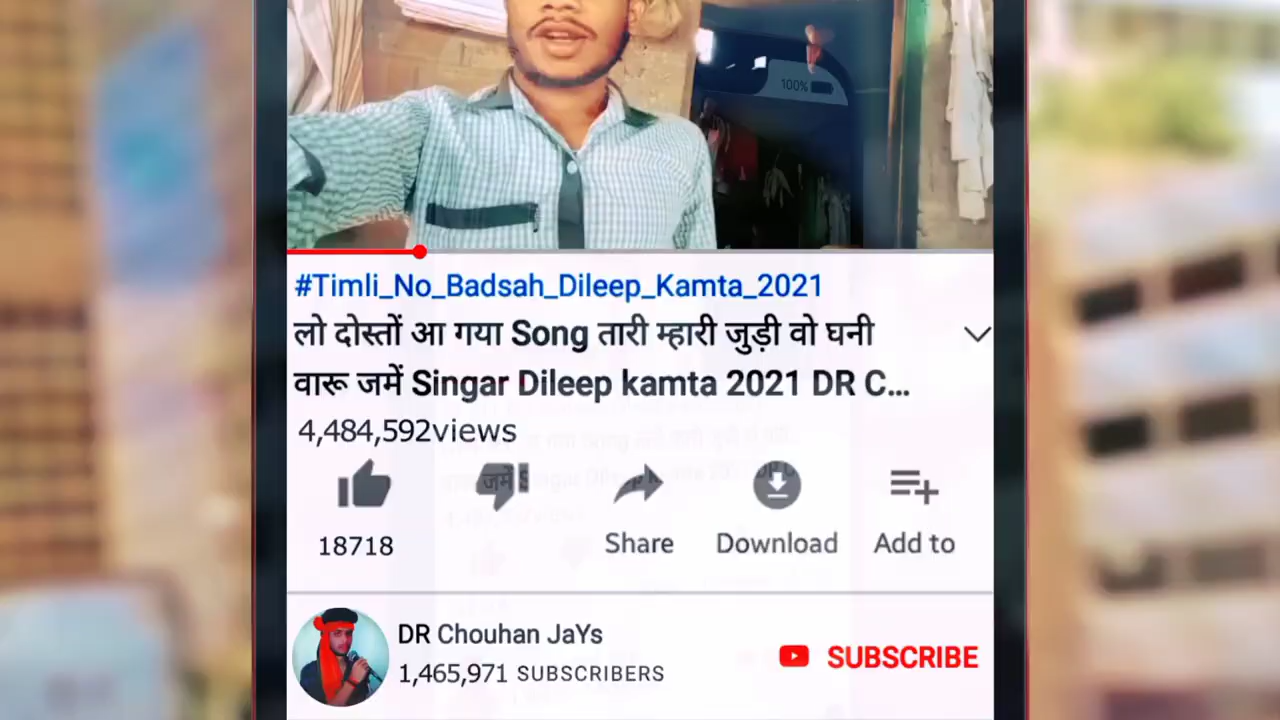 100%
#Timli_No_Badsah_Dileep_Kamta_2021
लो दोस्तों आ गया Song तारी म्हारी जुड़ी वो घनी
वारू जमें Singar Dileep kamta 2021 DR C...
4,484,592views
18718
Share
Download
Add to
DR Chouhan JaYs
1,465,971 SUBSCRIBERS
SUBSCRIBE